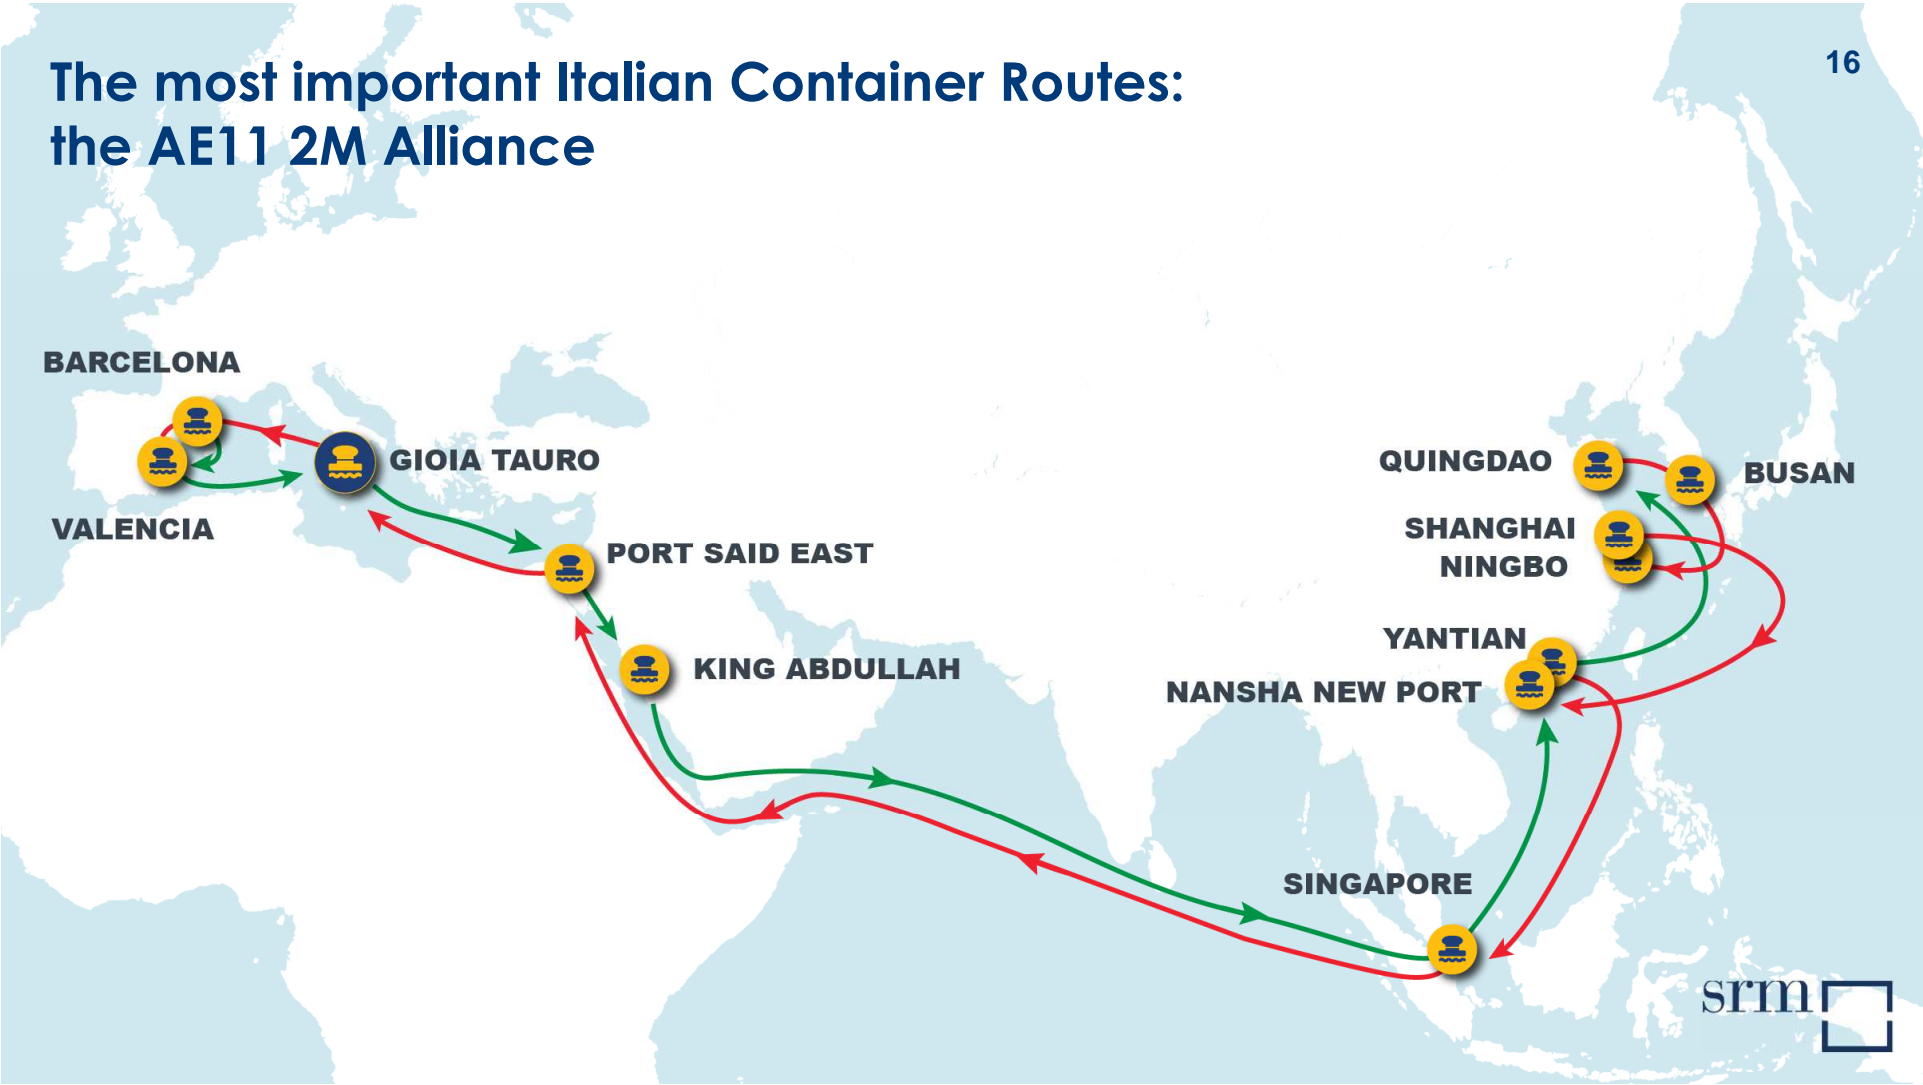 16
The most important Italian Container Routes:
the AE11 2M Alliance
BARCELONA
GIOIA TAURO
VALENCIA
PORT SAID EAST
KING ABDULLAH
QUINGDAO
BUSAN
SHANGHAI
NINGBO
YANTIAN
NANSHA NEW PORT
SINGAPORE
srm